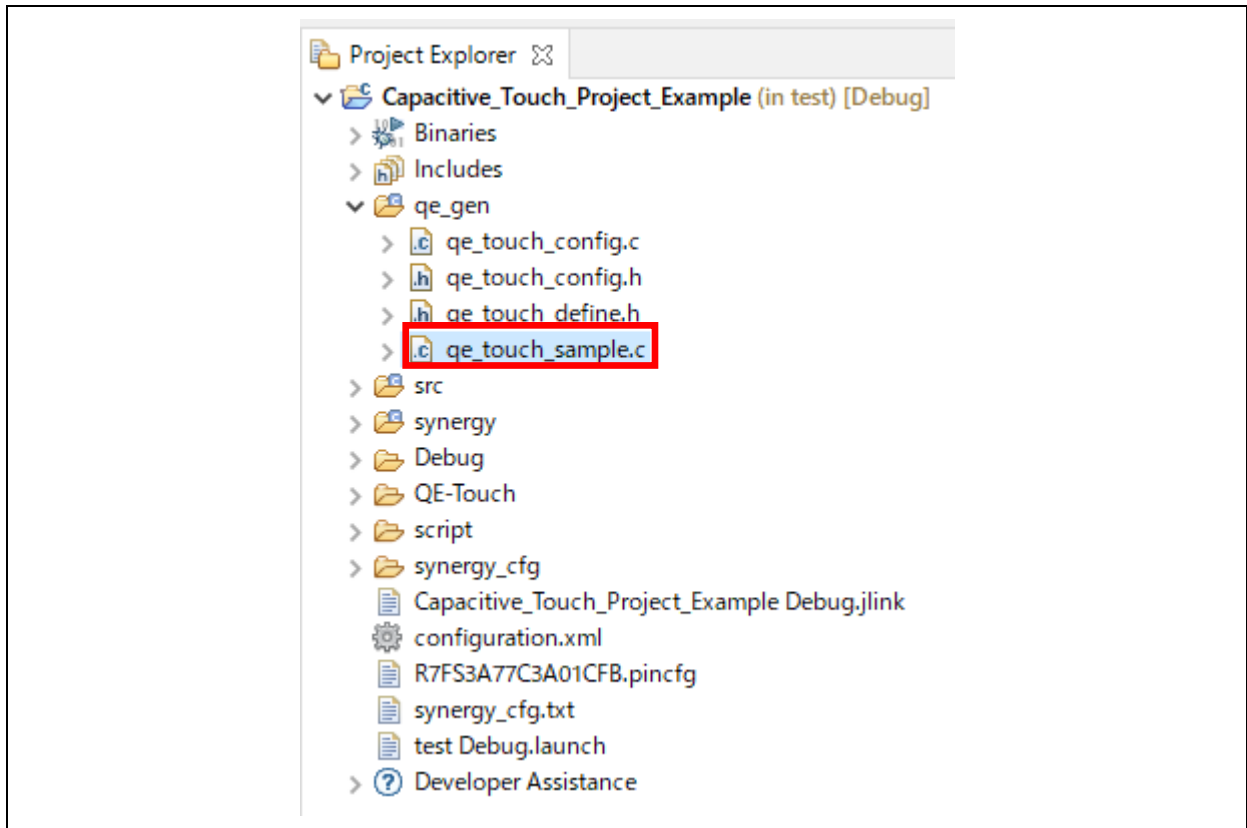 Project Explorer
Capacitive_Touch_Project_Example (in test) [Debug]
Binaries
Includes
qe_gen
qe_touch_config.c
qe_touch_config.h
qe_touch_define.h
qe_touch_sample.c
src
synergy
Debug
QE-Touch
script
synergy_cfg
Capacitive_Touch_Project_Example Debug.jlink
configuration.xml
R7FS3A77C3A01CFB.pincfg
synergy_cfg.txt
test Debug.launch
Developer Assistance